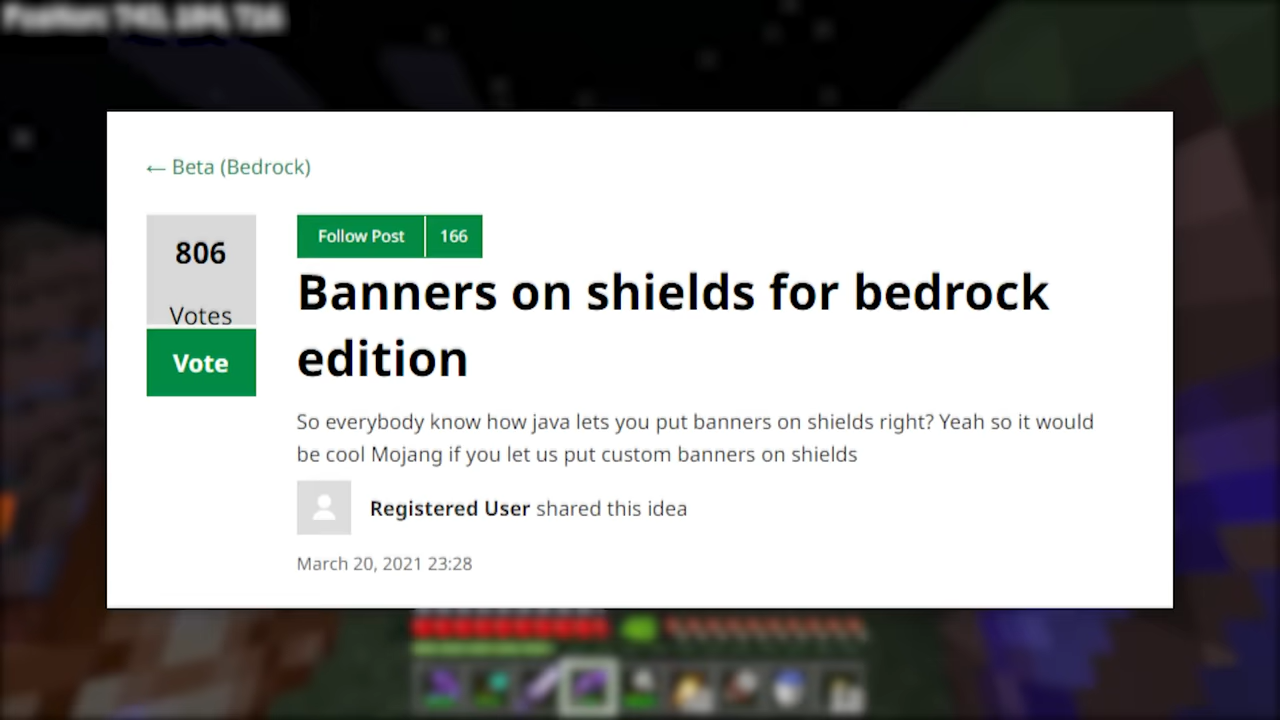 ← Beta (Bedrock)
806
Votes
Vote
Follow Post 166
Banners on shields for bedrock
edition
So everybody know how java lets you put banners on shields right? Yeah so it would
be cool Mojang if you let us put custom banners on shields
Registered User shared this idea
March 20, 2021 23:28